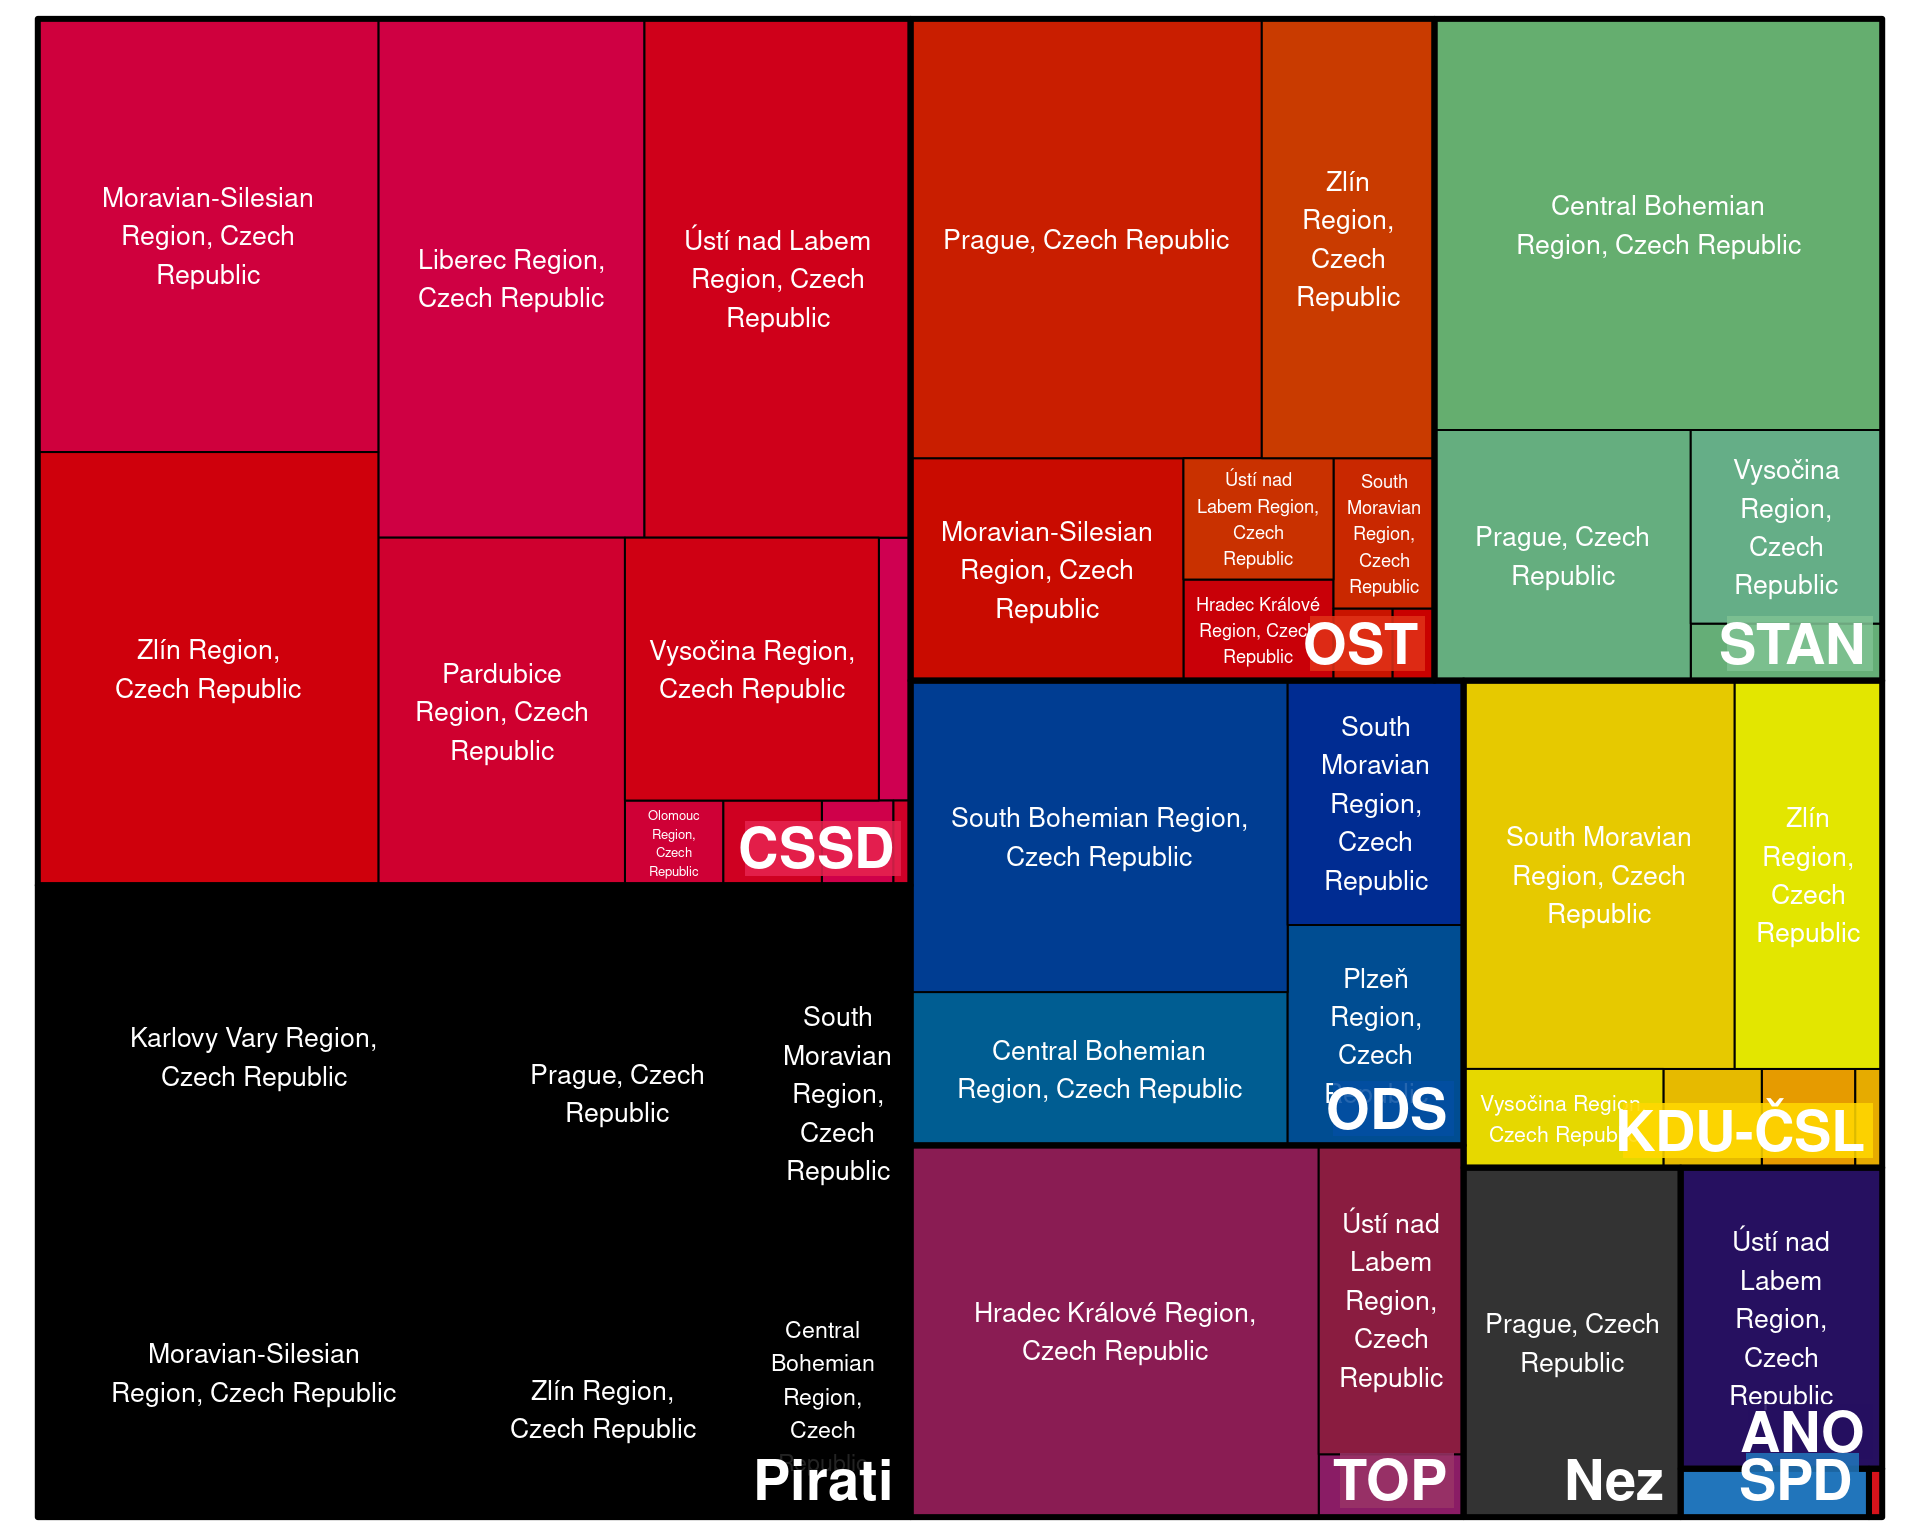 Moravian-Silesian
Region, Czech
Republic
Liberec Region,
Czech Republic
Ústí nad Labem
Region, Czech
Republic
Zlín Region,
Czech Republic
Pardubice
Region, Czech
Republic
Vysočina Region,
Czech Republic
Olomouc
Region,
Czech
Republic
CSSD
Prague, Czech Republic
Zlín
Region,
Czech
Republic
Moravian-Silesian
Region, Czech
Republic
Ústí nad
Labem Region,
Czech
Republic
South
Moravian
Region,
Czech
Republic
Hradec Králové
Region, Czech
Republic
OST
Central Bohemian
Region, Czech Republic
Prague, Czech
Republic
Vysočina
Region,
Czech
Republic
STAN
South Bohemian Region,
Czech Republic
South
Moravian
Region,
Czech
Republic
Central Bohemian
Region, Czech Republic
Plzeň
Region,
Czech
Republic
ODS
South Moravian
Region, Czech
Republic
Zlín
Region,
Czech
Republic
Vysočina Region,
Czech Republic
KDU-ČSL
Karlovy Vary Region,
Czech Republic
Prague, Czech
Republic
South
Moravian
Region,
Czech
Republic
Moravian-Silesian
Region, Czech Republic
Zlín Region,
Czech Republic
Central
Bohemian
Region,
Czech
Republic
Pirati
Hradec Králové Region,
Czech Republic
Ústí nad
Labem
Region,
Czech
Republic
TOP
Prague, Czech
Republic
Nez
Ústí nad
Labem
Region,
Czech
Republic
ANO
SPD